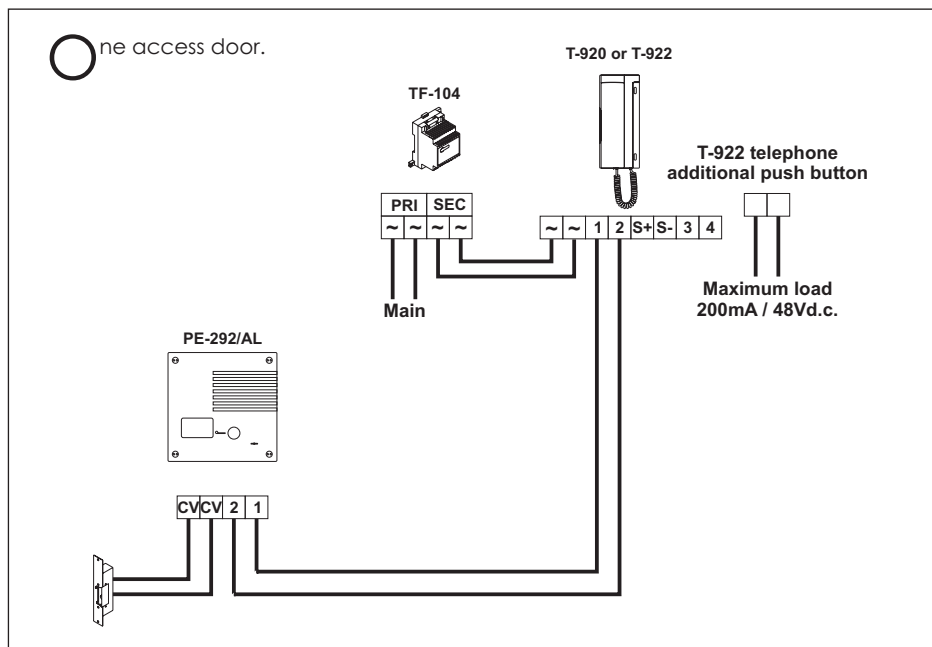 One access door.
T-920 or T-922
TF-104
T-922 telephone
additional push button
PRI SEC
~ ~ ~ ~
~ ~ 1 2 S+ S- 3 4
Main
Maximum load
200mA / 48Vd.c.
PE-292/AL
CV CV 2 1